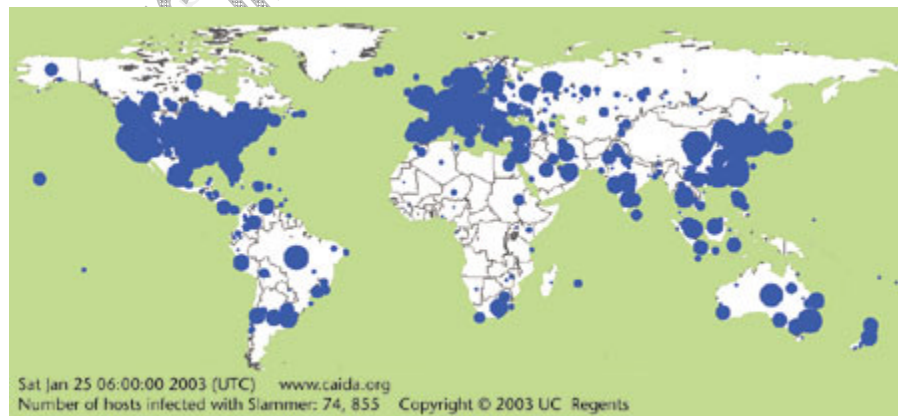 Sat Jan 25 06:00:00 2003 (UTC) www.caida.org
Number of hosts infected with Slammer: 74, 855 Copyright © 2003 UC Regents